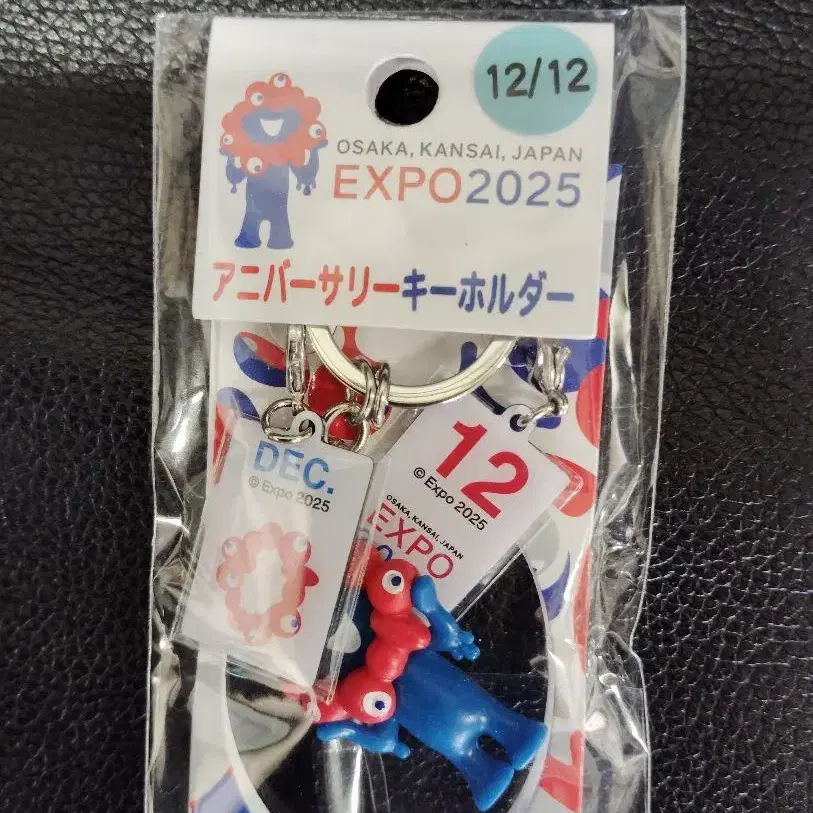 12/12
OSAKA, KANSAI, JAPAN
EXPO2025
アニバーサリーキーホルダー
DEC.
© Expo 2025
12
© Expo 2025
OSAKA, KANSAI, JAPAN
EXPO